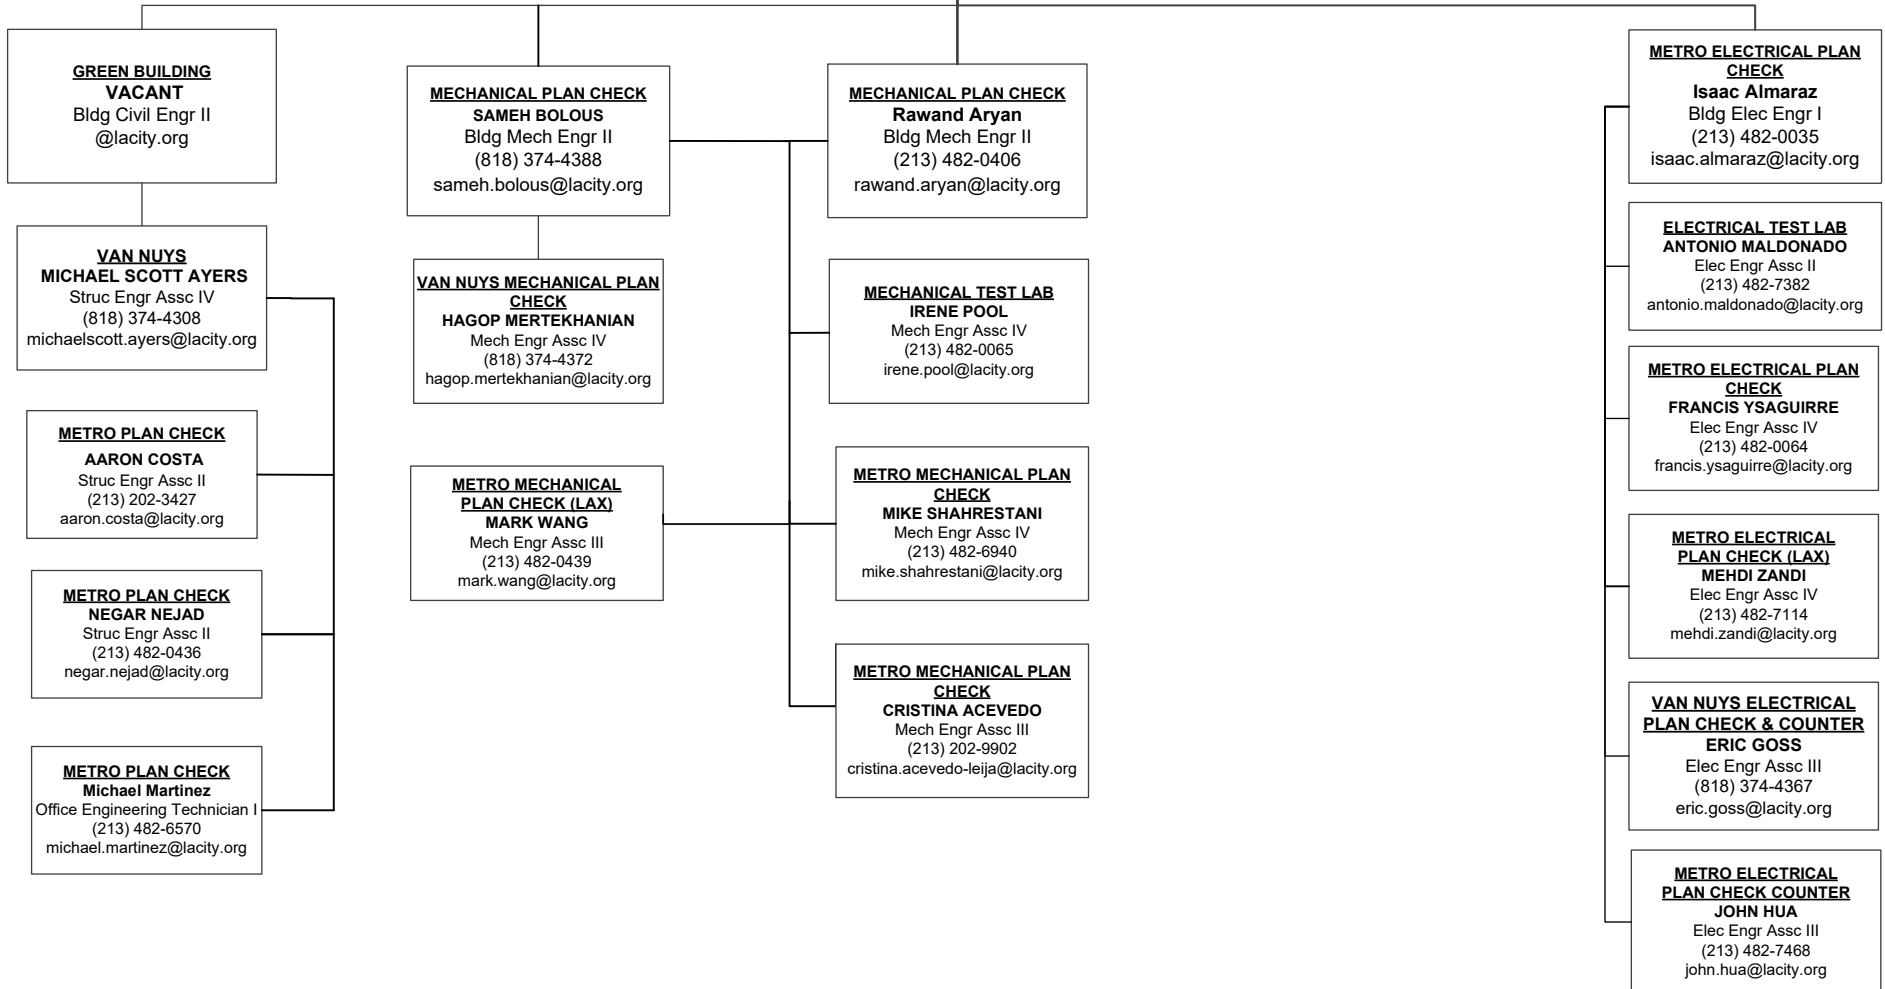 GREEN BUILDING
VACANT
Bldg Civil Engr II
@lacity.org
VAN NUYS
MICHAEL SCOTT AYERS
Struc Engr Assc IV
(818) 374-4308
michaelscott.ayers@lacity.org
METRO PLAN CHECK
AARON COSTA
Struc Engr Assc II
(213) 202-3427
aaron.costa@lacity.org
METRO PLAN CHECK
NEGAR NEJAD
Struc Engr Assc II
(213) 482-0436
negar.nejad@lacity.org
METRO PLAN CHECK
Michael Martinez
Office Engineering Technician I
(213) 482-6570
michael.martinez@lacity.org
MECHANICAL PLAN CHECK
SAMEH BOLOUS
Bldg Mech Engr II
(818) 374-4388
sameh.bolous@lacity.org
VAN NUYS MECHANICAL PLAN
CHECK
HAGOP MERTEKHANIAN
Mech Engr Assc IV
(818) 374-4372
hagop.mertekhanian@lacity.org
METRO MECHANICAL
PLAN CHECK (LAX)
MARK WANG
Mech Engr Assc III
(213) 482-0439
mark.wang@lacity.org
MECHANICAL PLAN CHECK
Rawand Aryan
Bldg Mech Engr II
(213) 482-0406
rawand.aryan@lacity.org
MECHANICAL TEST LAB
IRENE POOL
Mech Engr Assc IV
(213) 482-0065
irene.pool@lacity.org
METRO MECHANICAL PLAN
CHECK
MIKE SHAHRESTANI
Mech Engr Assc IV
(213) 482-6940
mike.shahrestani@lacity.org
METRO MECHANICAL PLAN
CHECK
CRISTINA ACEVEDO
Mech Engr Assc III
(213) 202-9902
cristina.acevedo-leija@lacity.org
METRO ELECTRICAL PLAN
CHECK
Isaac Almaraz
Bldg Elec Engr I
(213) 482-0035
isaac.almaraz@lacity.org
ELECTRICAL TEST LAB
ANTONIO MALDONADO
Elec Engr Assc II
(213) 482-7382
antonio.maldonado@lacity.org
METRO ELECTRICAL PLAN
CHECK
FRANCIS YSAGUIRRE
Elec Engr Assc IV
(213) 482-0064
francis.ysaguirre@lacity.org
METRO ELECTRICAL
PLAN CHECK (LAX)
MEHDI ZANDI
Elec Engr Assc IV
(213) 482-7114
mehdi.zandi@lacity.org
VAN NUYS ELECTRICAL
PLAN CHECK & COUNTER
ERIC GOSS
Elec Engr Assc III
(818) 374-4367
eric.goss@lacity.org
METRO ELECTRICAL
PLAN CHECK COUNTER
JOHN HUA
Elec Engr Assc III
(213) 482-7468
john.hua@lacity.org